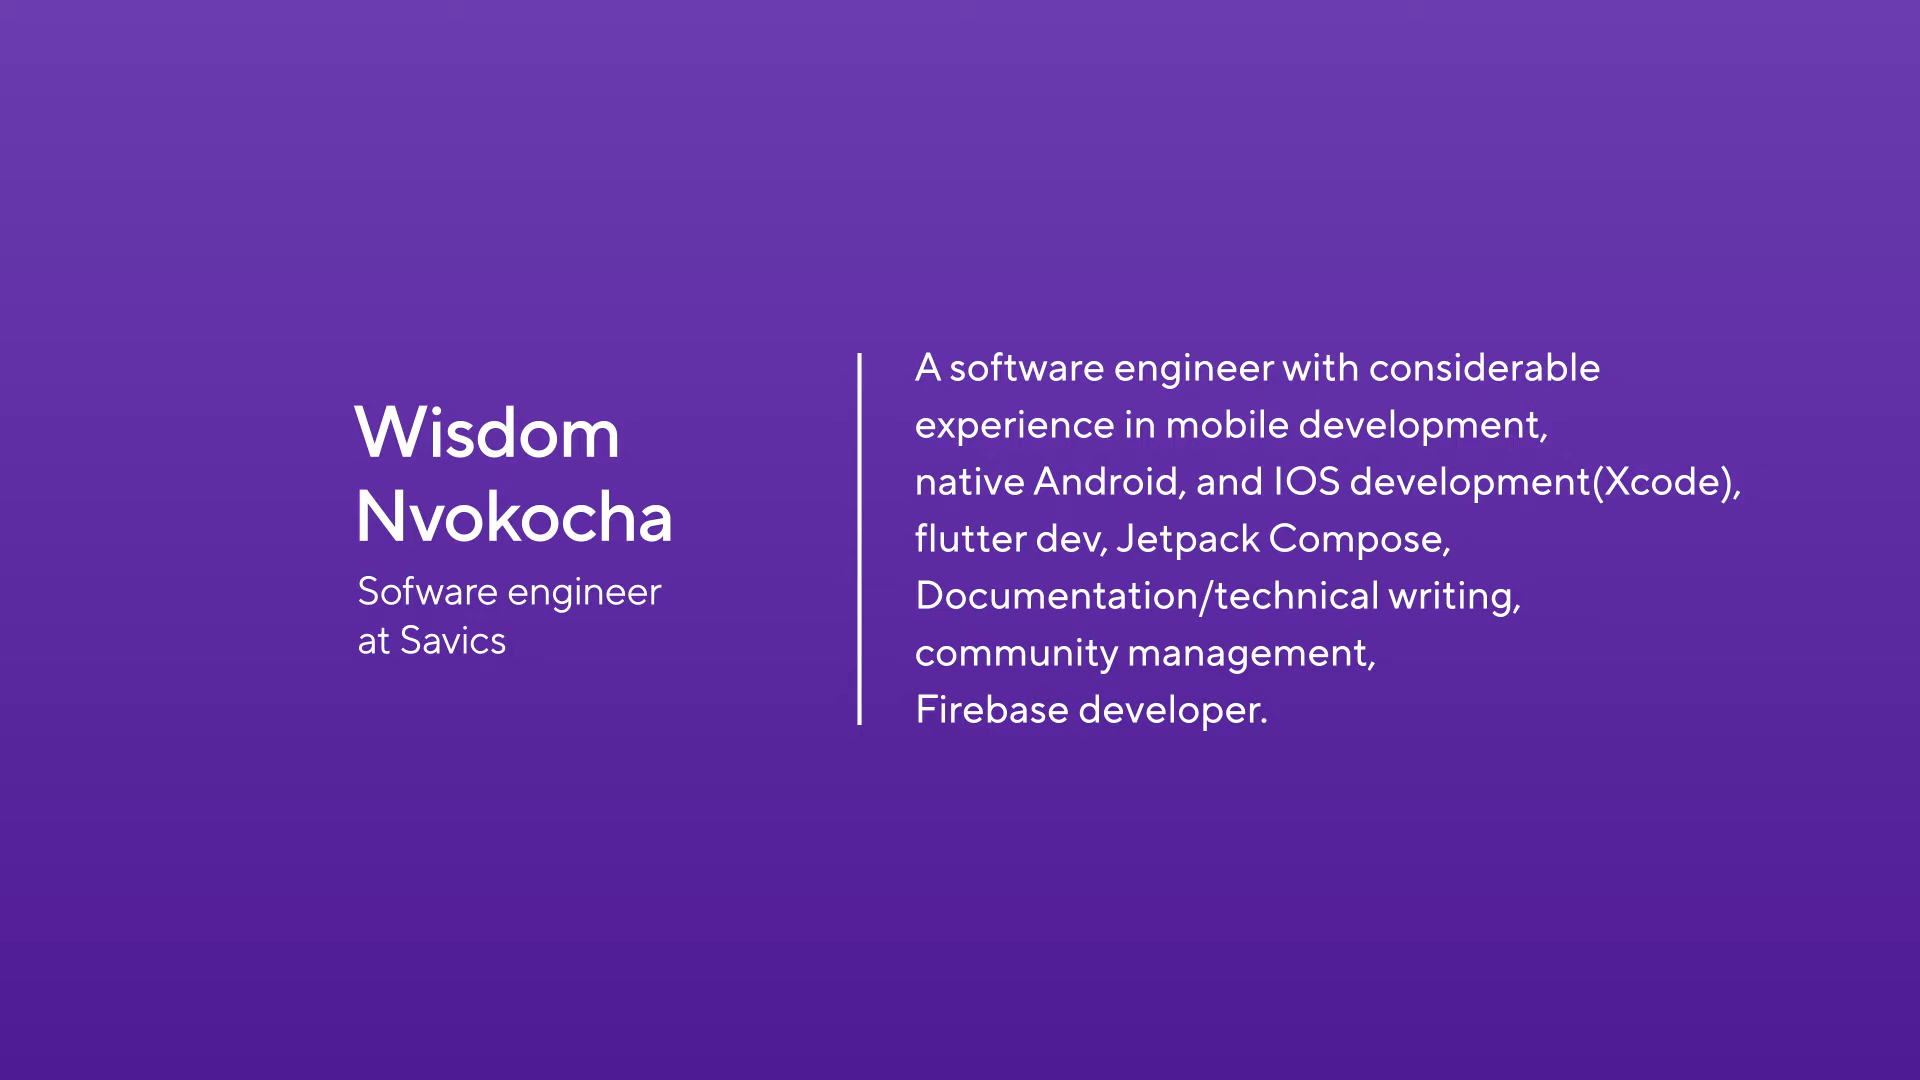 Wisdom
Nvokocha
Sofware engineer
at Savics
A software engineer with considerable
experience in mobile development,
native Android, and IOS development(Xcode),
flutter dev, Jetpack Compose,
Documentation/technical writing,
community management,
Firebase developer.